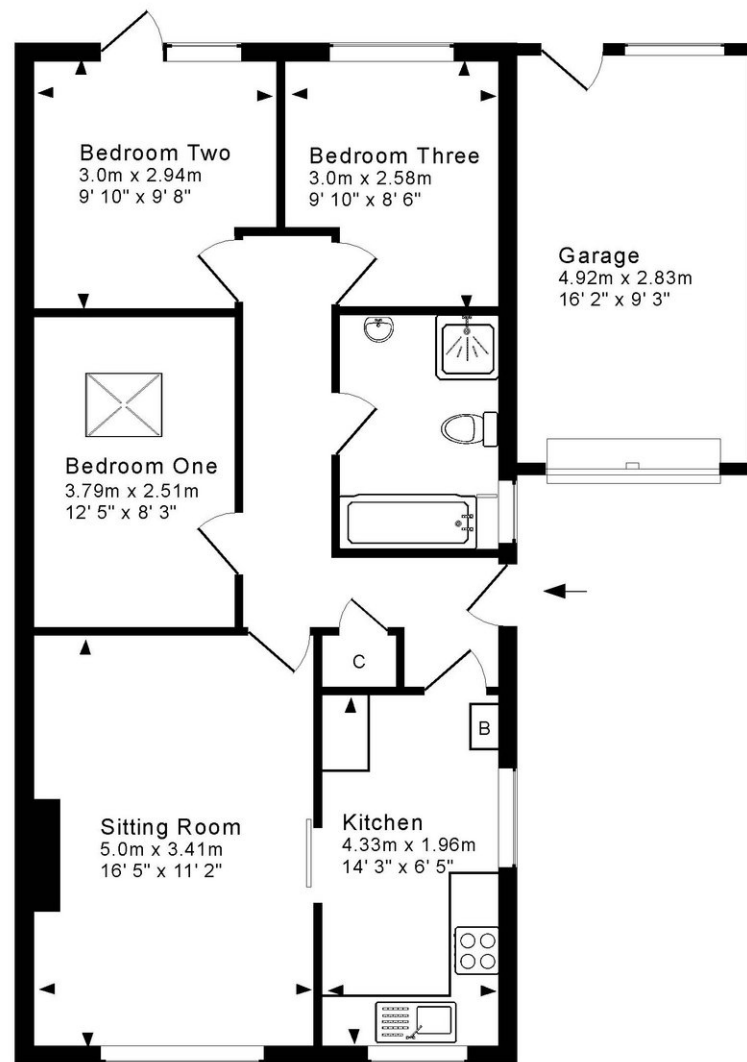 Bedroom Two
3.0m x 2.94m
9' 10" x 9' 8"
Bedroom Three
3.0m x 2.58m
9' 10" x 8' 6"
Garage
4.92m x 2.83m
16' 2" x 9' 3"
Bedroom One
3.79m x 2.51m
12' 5" x 8' 3"
C
B
Sitting Room
5.0m x 3.41m
16' 5" x 11' 2"
Kitchen
4.33m x 1.96m
14' 3" x 6' 5"